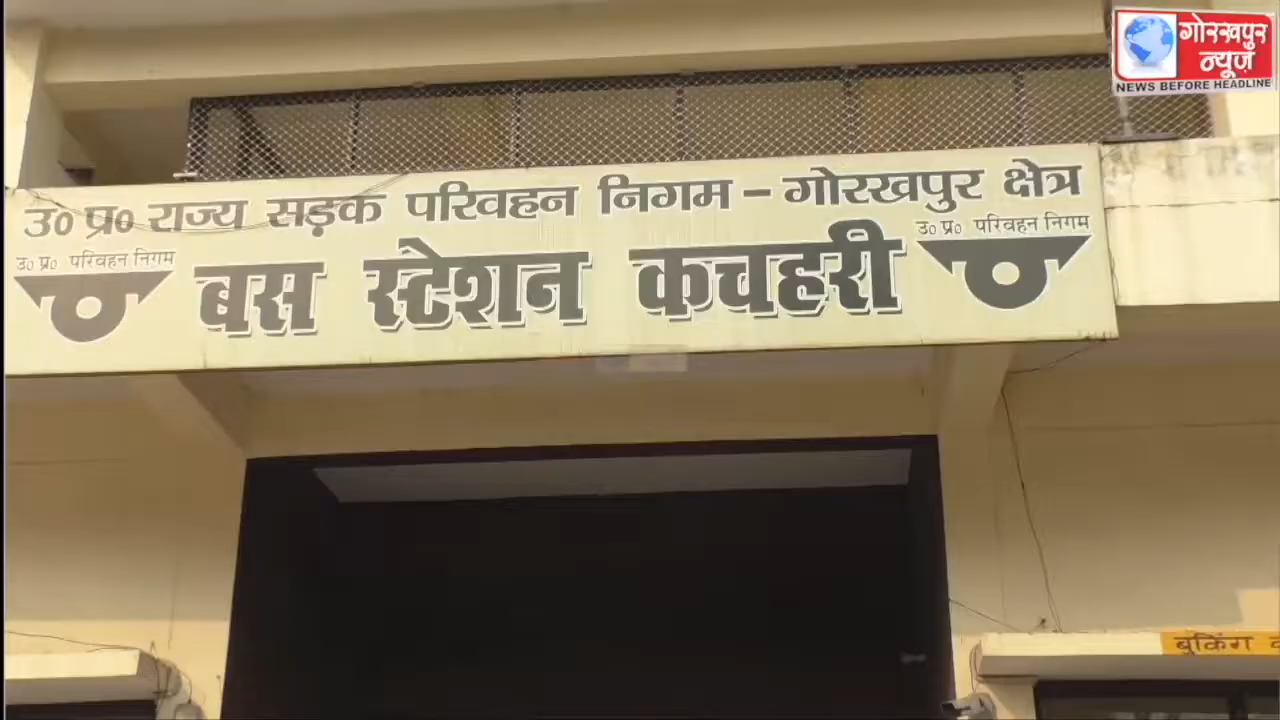 गोरखपुर
न्यूज़
NEWS BEFORE HEADLINE
उ० प्र० राज्य सड़क परिवहन निगम – गोरखपुर क्षेत्र
उ० प्र० परिवहन निगम
बस स्टेशन कचहरी
उ० प्र० परिवहन निगम
बुकिंग